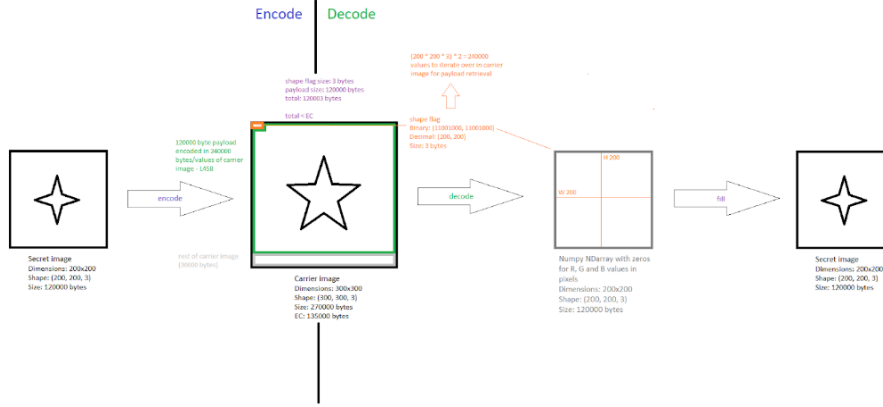 Encode
Decode
shape flag size: 3 bytes
payload size: 120000 bytes
total: 120003 bytes
total < EC
(200 * 200 * 3) * 2 = 240000
values to iterate over in carrier
image for payload retrieval
shape flag
Binary: (11001000, 11001000)
Decimal: (200, 200)
Size: 3 bytes
120000 byte payload
encoded in 240000
bytes/values of carrier
image - L4SB
encode
decode
H 200
W 200
fill
rest of carrier image
(30000 bytes)
Secret image
Dimensions: 200x200
Shape: (200, 200, 3)
Size: 120000 bytes
Carrier image
Dimensions: 300x300
Shape: (300, 300, 3)
Size: 270000 bytes
EC: 135000 bytes
Numpy NDarray with zeros
for R, G and B values in
pixels
Dimensions: 200x200
Shape: (200, 200, 3)
Size: 120000 bytes
Secret image
Dimensions: 200x200
Shape: (200, 200, 3)
Size: 120000 bytes